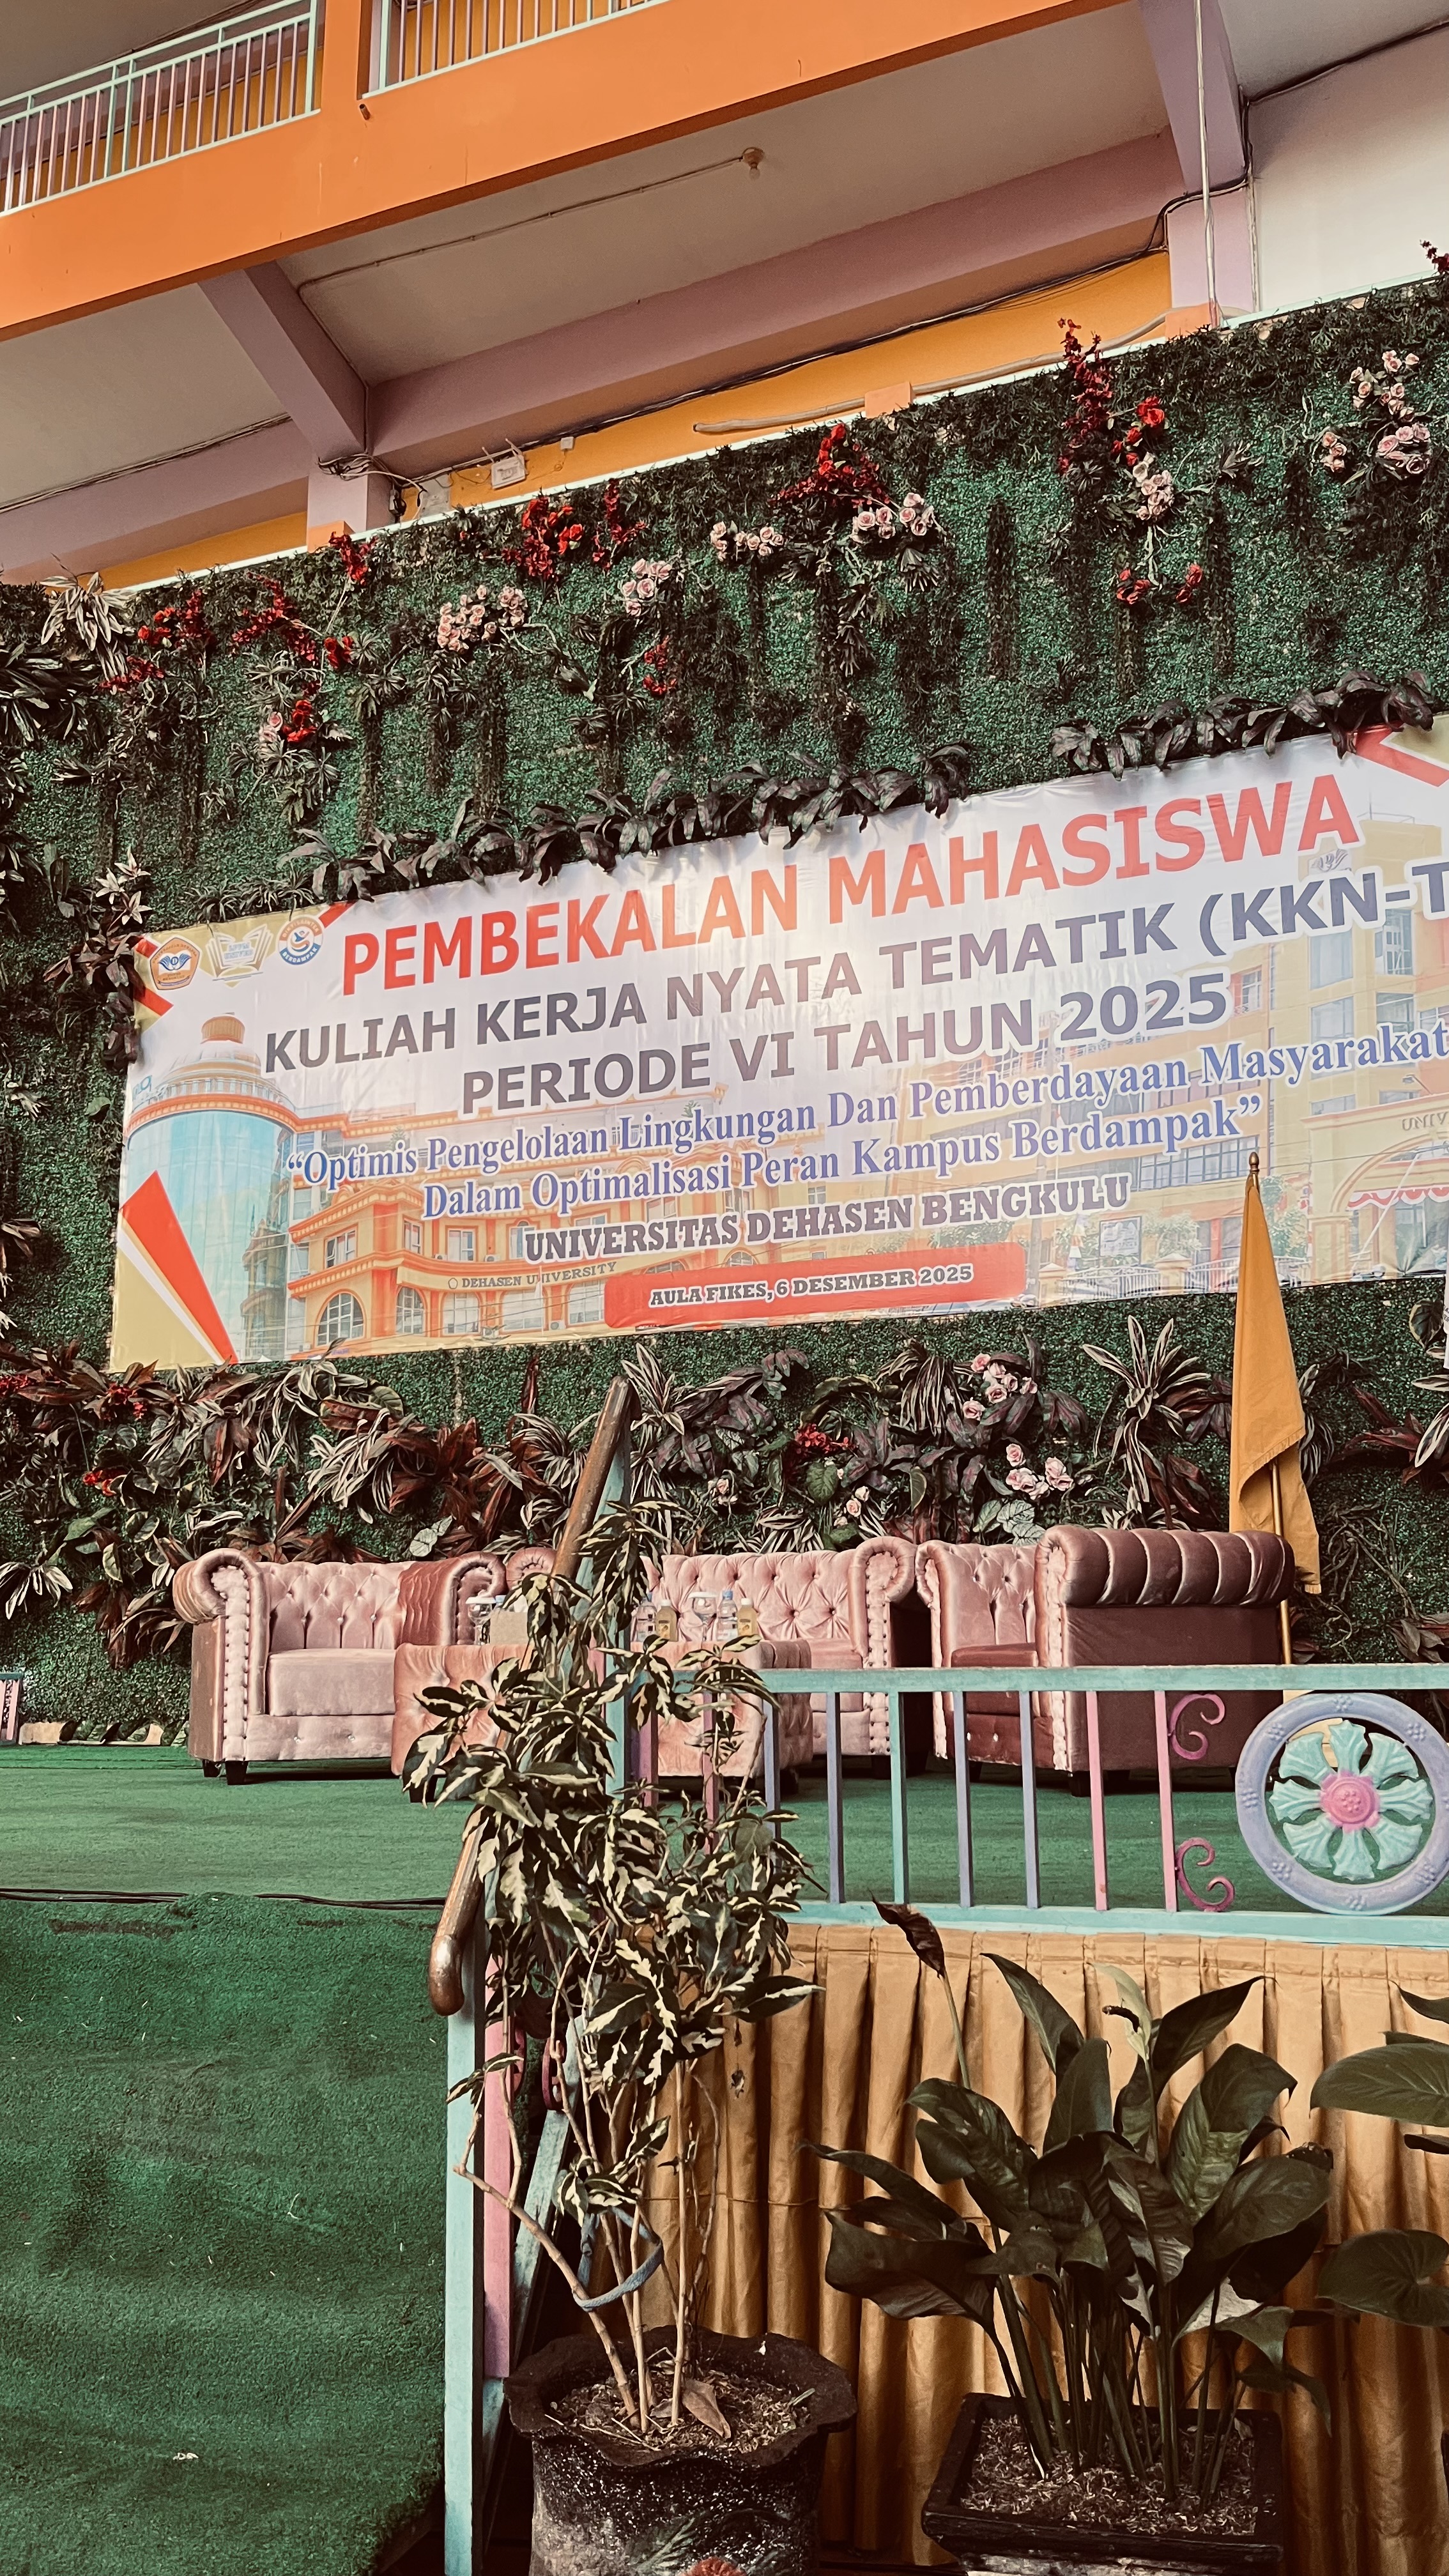 PEMBEKALAN MAHASISWA
KULIAH KERJA NYATA TEMATIK (KKN-T
PERIODE VI TAHUN 2025
“Optimis Pengelolaan Lingkungan Dan Pemberdayaan Masyarakat
Dalam Optimalisasi Peran Kampus Berdampak”
UNIVERSITAS DEHASEN BENGKULU
DEHASEN UNIVERSITY
AULA FIKES, 6 DESEMBER 2025